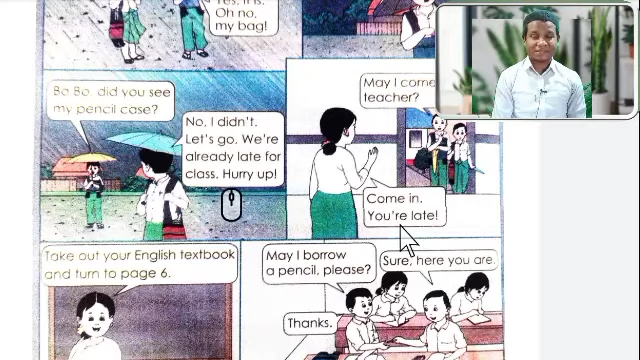 Yes, it is.
Oh no,
my bag!
Bo Bo, did you see
my pencil case?
No, I didn't.
Let's go. We're
already late for
class. Hurry up!
May I come
teacher?
Come in.
You're late!
Take out your English textbook
and turn to page 6.
May I borrow
a pencil, please?
Sure, here you are.
Thanks.